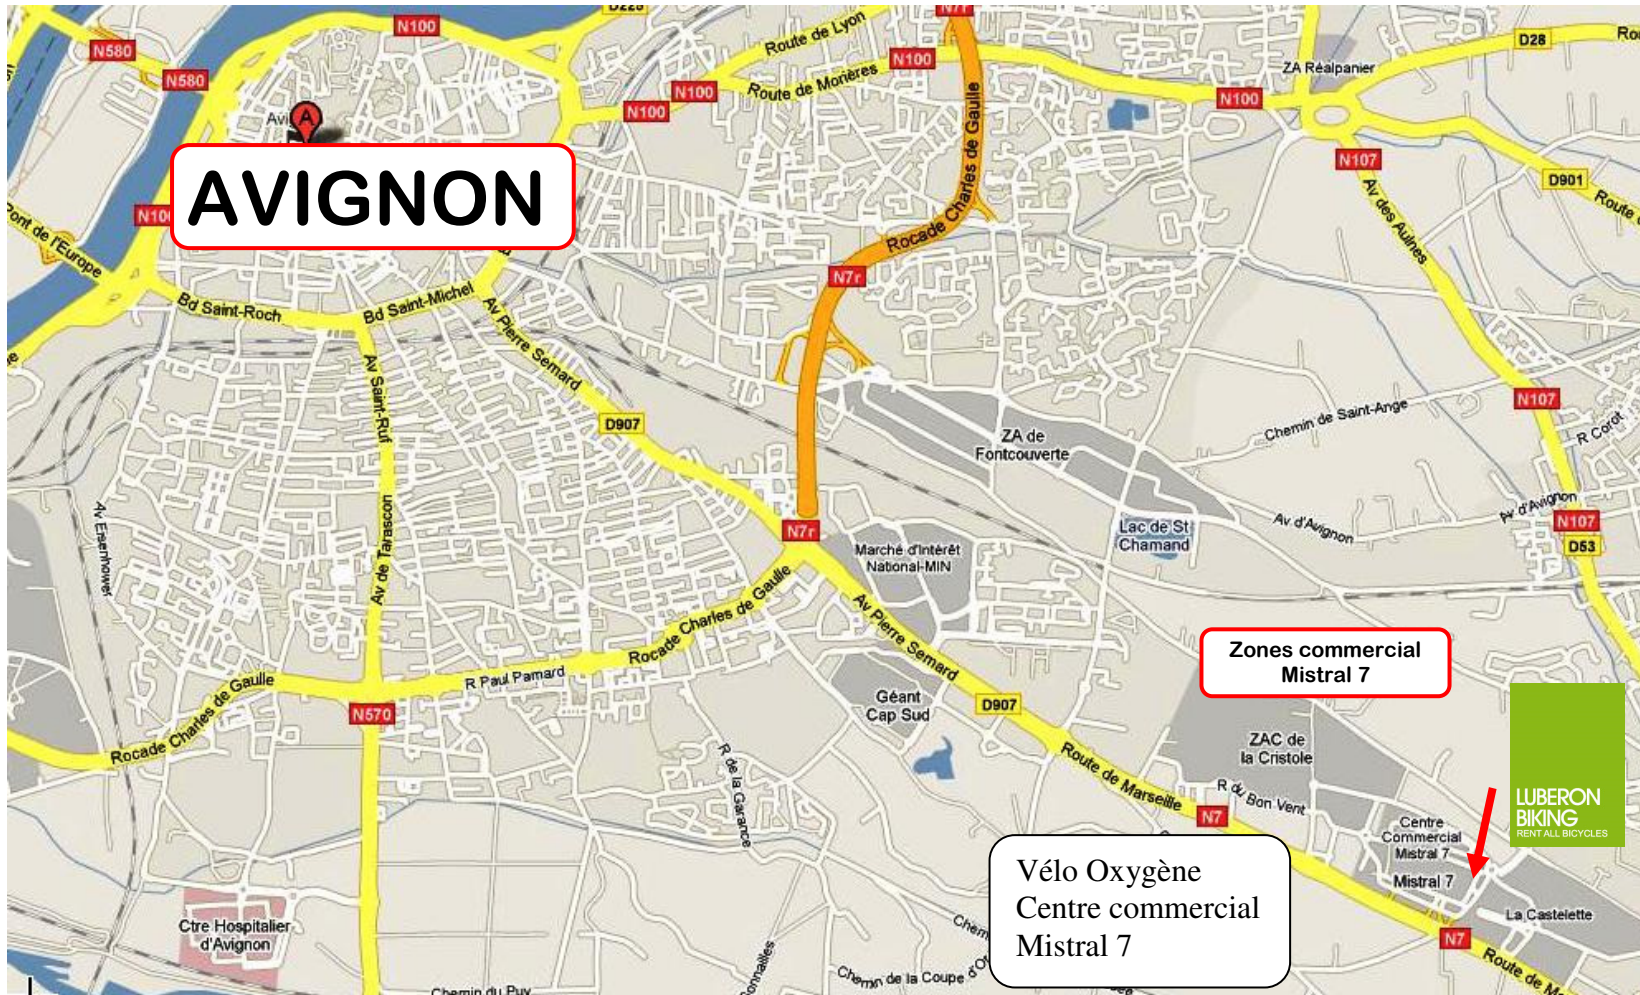 D225
N7r
N100
N580
N580
Route de Lyon
N100
D28
ZA Réalpanier
Route de Morières
N100
N100
N100
Rocade Charles de Gaulle
A
AVIGNON
N107
D901
Route
Av des Aulnes
Pont de l'Europe
N7r
Bd Saint-Roch
Bd Saint-Michel
Av Pierre Semard
Av Saint-Ruf
D907
N107
Chemin de Saint-Ange
R Corot
ZA de
Fontcouverte
Av Eisenhower
Av de Tarascon
N7r
Marché d'Intérêt
National-MIN
Lac de St
Chamand
Av d'Avignon
Av d'Avignon
N107
D53
Av Pierre Semard
Rocade Charles de Gaulle
R Paul Pamard
Rocade Charles de Gaulle
N570
Géant
Cap Sud
D907
Zones commercial
Mistral 7
ZAC de
la Cristole
Route de Marseille
R du Bon Vent
N7
R de la Garance
LUBERON
BIKING
RENT ALL BICYCLES
Centre
Commercial
Mistral 7
Mistral 7
La Castelette
N7
Route de
Vélo Oxygène
Centre commercial
Mistral 7
Ctre Hospitalier
d'Avignon
Chemin de la Coupe
Chemin du Puy